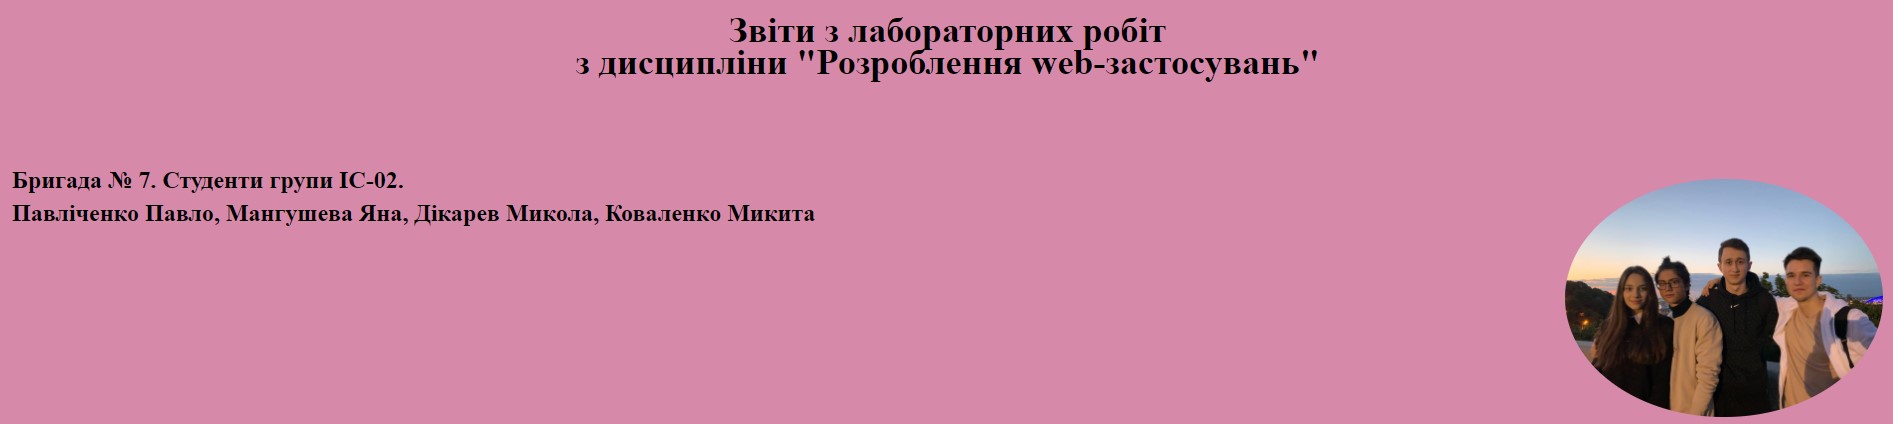 Звіти з лабораторних робіт
з дисципліни "Розроблення web-застосувань"
Бригада № 7. Студенти групи ІС-02.
Павліченко Павло, Мангушева Яна, Дікарев Микола, Коваленко Микита